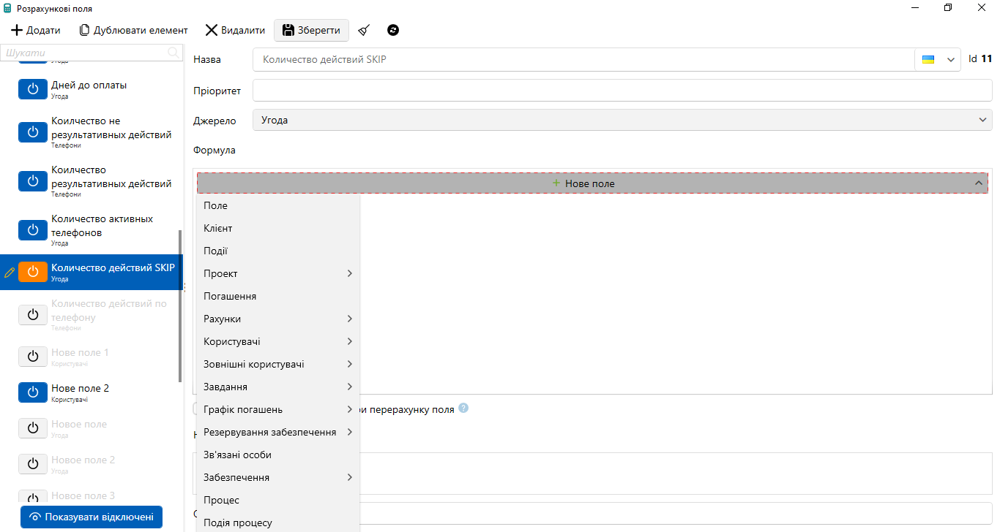 Розрахункові поля
Додати Дублювати елемент Видалити Зберегти
Шукати
Угода
Дней до оплаты
Угода
Коилчество не
результативных действий
Телефони
Коилчество
результативных действий
Телефони
Количество активных
телефонов
Угода
Количество действий SKIP
Угода
Количество действий по
телефону
Телефони
Нове поле 1
Користувачі
Нове поле 2
Користувачі
Новое поле
Угода
Новое поле 2
Угода
Новое поле 3
Показувати відключені
Назва Количество действий SKIP Id 11
Пріоритет
Джерело Угода
Формула
+ Нове поле
Поле
Клієнт
Події
Проект
Погашення
Рахунки
Користувачі
Зовнішні користувачі
Завдання
Графік погашень
Резервування забезпечення
Зв'язані особи
Забезпечення
Процес
Подія процесу
ри перерахунку поля ?